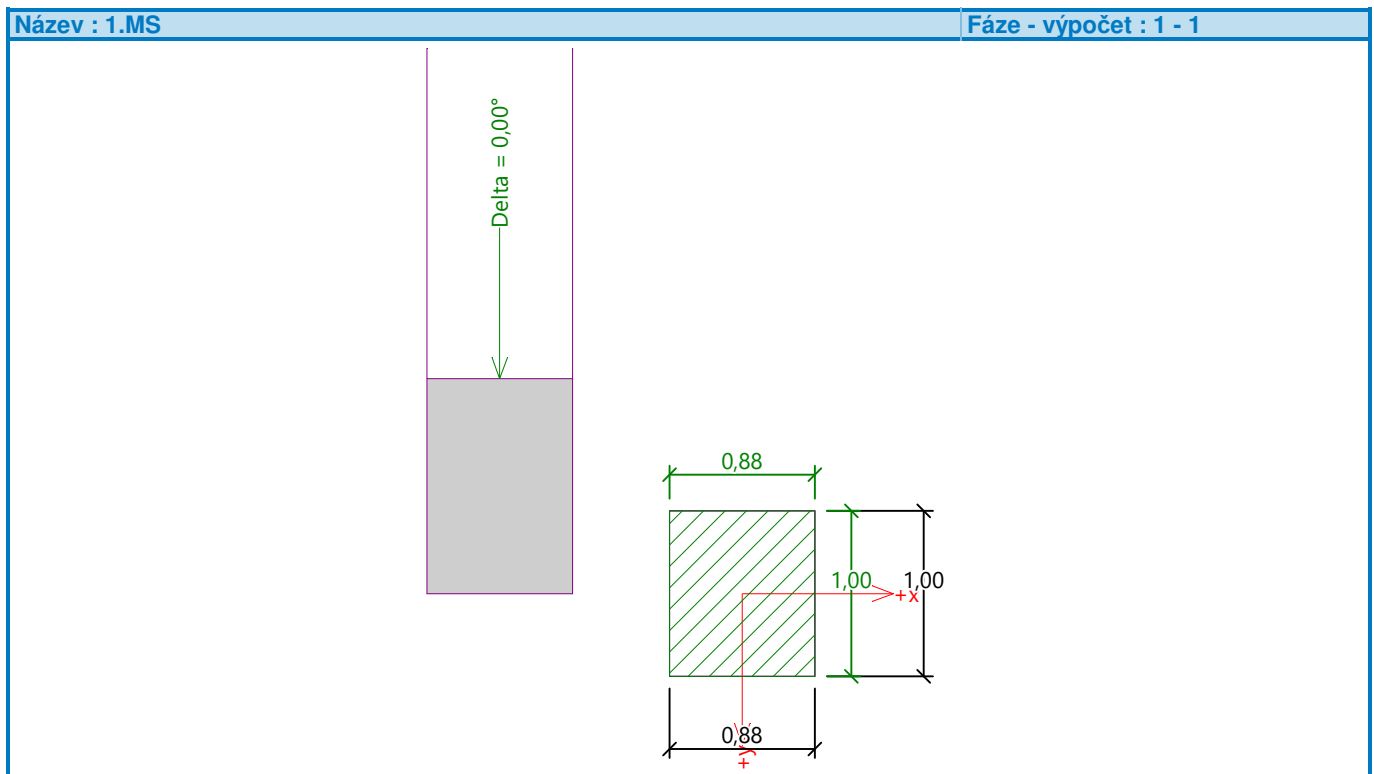 Název : 1.MS
Fáze - výpočet : 1 - 1
Delta = 0,00°
0,88
1,00
1,00
+x
0,88
+y